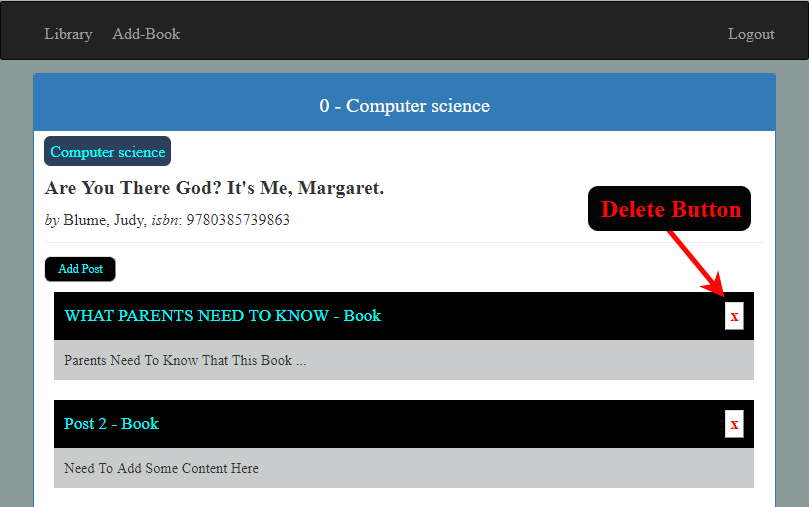 Library Add-Book Logout
0 - Computer science
Computer science
Are You There God? It's Me, Margaret.
by Blume, Judy, isbn: 9780385739863
Delete Button
Add Post
WHAT PARENTS NEED TO KNOW - Book x
Parents Need To Know That This Book ...
Post 2 - Book x
Need To Add Some Content Here